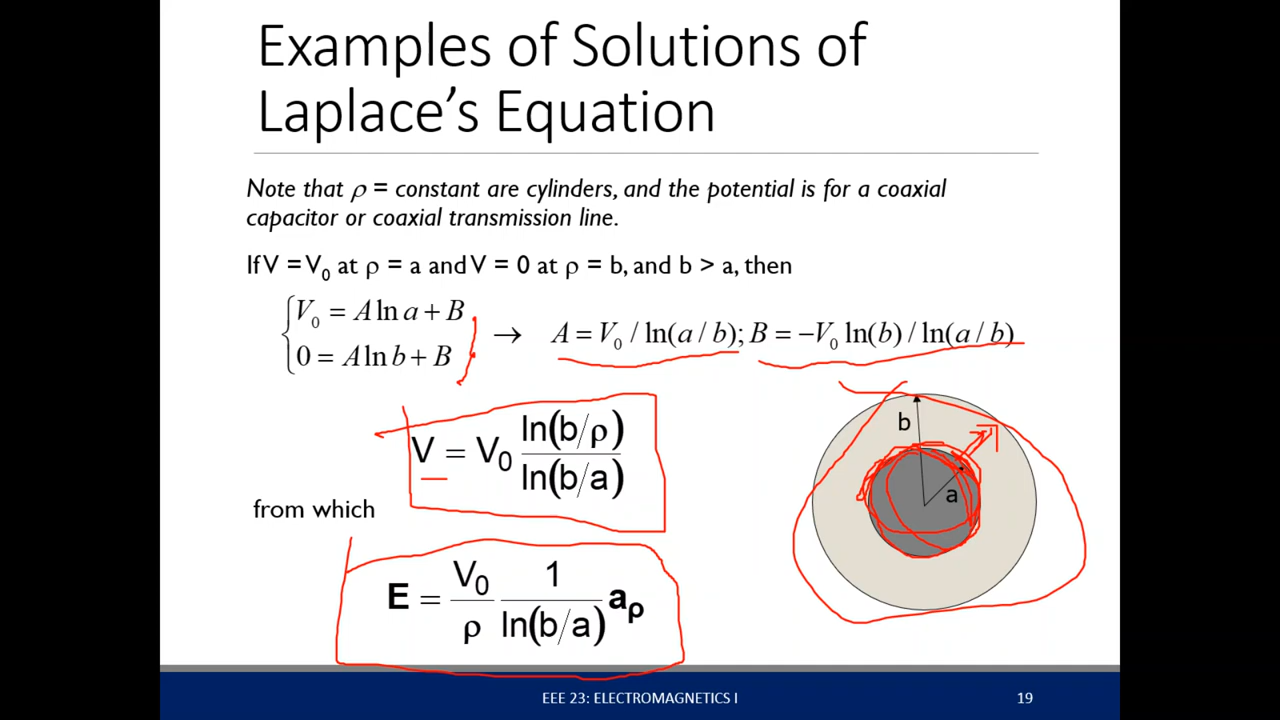 Examples of Solutions of
Laplace's Equation
Note that ρ = constant are cylinders, and the potential is for a coaxial
capacitor or coaxial transmission line.
If V = V₀ at ρ = a and V = 0 at ρ = b, and b > a, then
{ V₀ = A ln a + B
0 = A ln b + B
→ A = V₀ / ln(a / b); B = −V₀ ln(b) / ln(a / b)
V = V₀ ln(b/ρ) / ln(b/a)
b
a
from which
E = V₀/ρ 1/ln(b/a) aρ
EEE 23: ELECTROMAGNETICS I
19